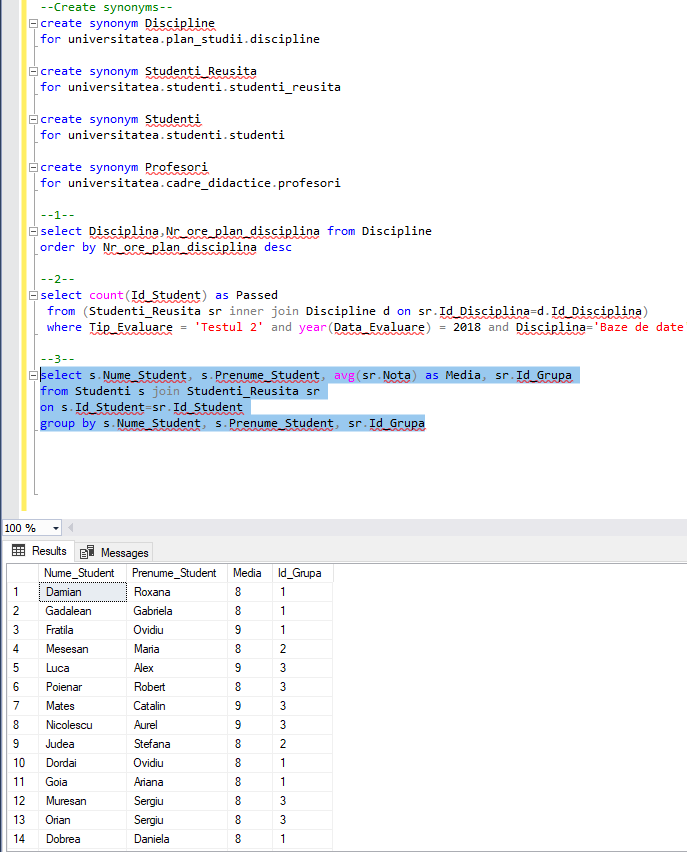 --Create synonyms--
create synonym Discipline
for universitatea.plan_studii.discipline
create synonym Studenti_Reusita
for universitatea.studenti.studenti_reusita
create synonym Studenti
for universitatea.studenti.studenti
create synonym Profesori
for universitatea.cadre_didactice.profesori
--1--
select Disciplina,Nr_ore_plan_disciplina from Discipline
order by Nr_ore_plan_disciplina desc
--2--
select count(Id_Student) as Passed
from (Studenti_Reusita sr inner join Discipline d on sr.Id_Disciplina=d.Id_Disciplina)
where Tip_Evaluare = 'Testul 2' and year(Data_Evaluare) = 2018 and Disciplina='Baze de date
--3--
select s.Nume_Student, s.Prenume_Student, avg(sr.Nota) as Media, sr.Id_Grupa
from Studenti s join Studenti_Reusita sr
on s.Id_Student=sr.Id_Student
group by s.Nume_Student, s.Prenume_Student, sr.Id_Grupa
100 %
Results Messages
Nume_Student Prenume_Student Media Id_Grupa
1 Damian Roxana 8 1
2 Gadalean Gabriela 8 1
3 Fratila Ovidiu 9 1
4 Mesesan Maria 8 2
5 Luca Alex 9 3
6 Poienar Robert 8 3
7 Mates Catalin 9 3
8 Nicolescu Aurel 9 3
9 Judea Stefana 8 2
10 Dordai Ovidiu 8 1
11 Goia Ariana 8 1
12 Muresan Sergiu 8 3
13 Orian Sergiu 8 3
14 Dobrea Daniela 8 1